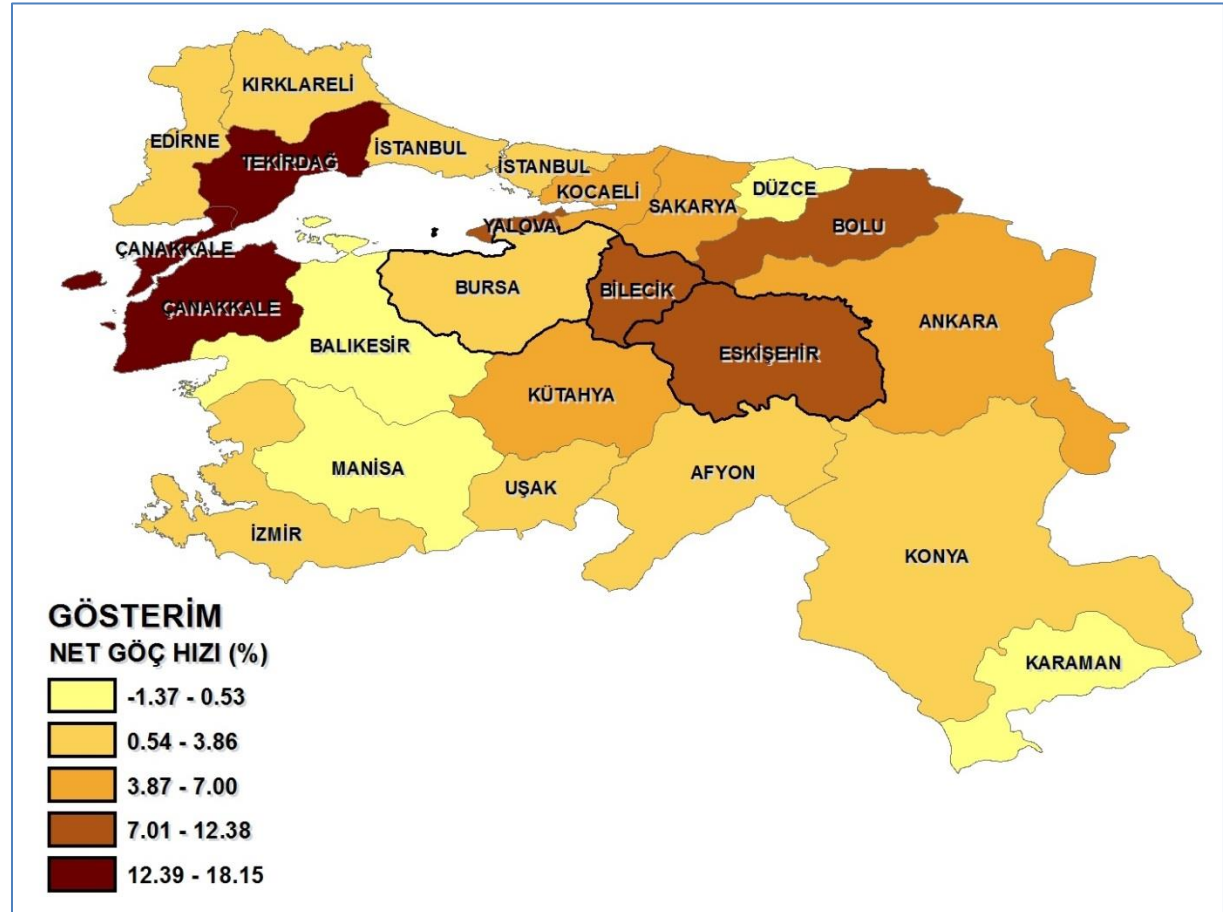 KIRKLARELİ
EDİRNE
TEKİRDAĞ
İSTANBUL
İSTANBUL
KOCAELİ
SAKARYA
DÜZCE
BOLU
YALOVA
ÇANAKKALE
ÇANAKKALE
BURSA
BİLECİK
ANKARA
BALIKESİR
ESKİŞEHİR
KÜTAHYA
MANİSA
UŞAK
AFYON
İZMİR
KONYA
KARAMAN
GÖSTERİM
NET GÖÇ HIZI (%)
-1.37 - 0.53
0.54 - 3.86
3.87 - 7.00
7.01 - 12.38
12.39 - 18.15